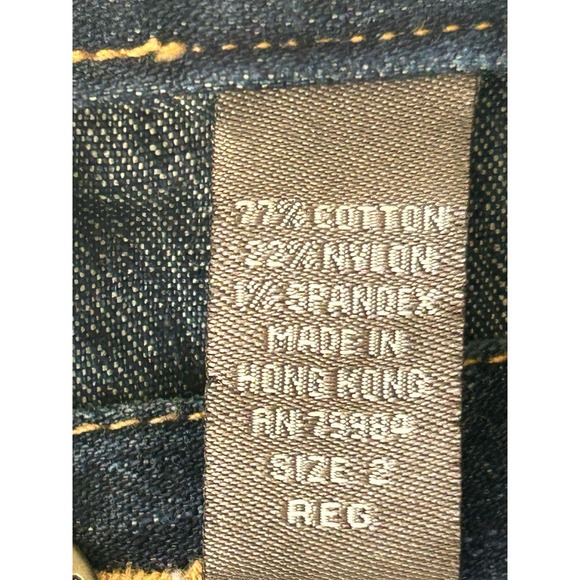 77% COTTON
22% NYLON
1% SPANDEX
MADE IN
HONG KONG
RN 79984
SIZE 2
REG